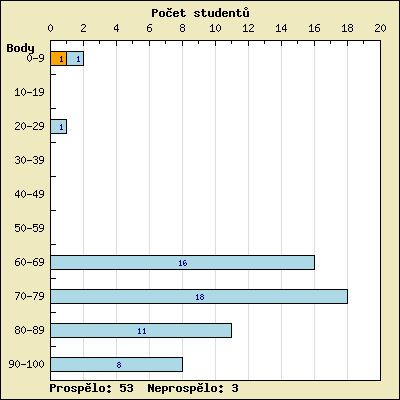 Počet studentů
0 2 4 6 8 10 12 14 16 18 20
Body
0-9 1 1
10-19
20-29 1
30-39
40-49
50-59
60-69 16
70-79 18
80-89 11
90-100 8
Prospělo: 53 Neprospělo: 3